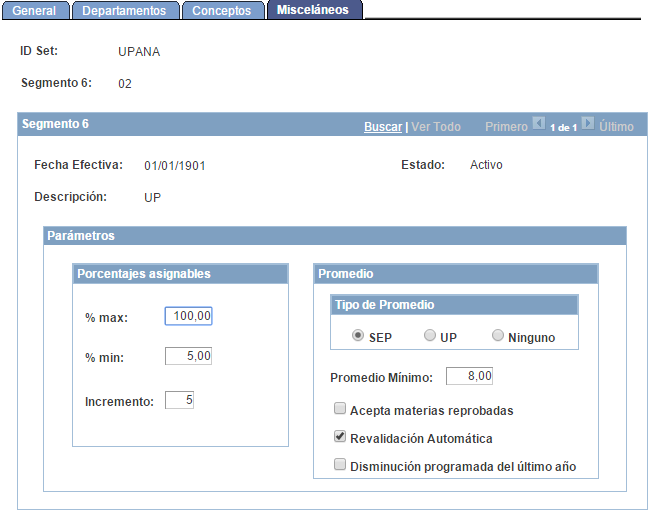 General Departamentos Conceptos Misceláneos
ID Set: UPANA
Segmento 6: 02
Segmento 6 Buscar | Ver Todo Primero 1 de 1 Último
Fecha Efectiva: 01/01/1901 Estado: Activo
Descripción: UP
Parámetros
Porcentajes asignables
% max: 100,00
% min: 5,00
Incremento: 5
Promedio
Tipo de Promedio
SEP UP Ninguno
Promedio Mínimo: 8,00
Acepta materias reprobadas
Revalidación Automática
Disminución programada del último año